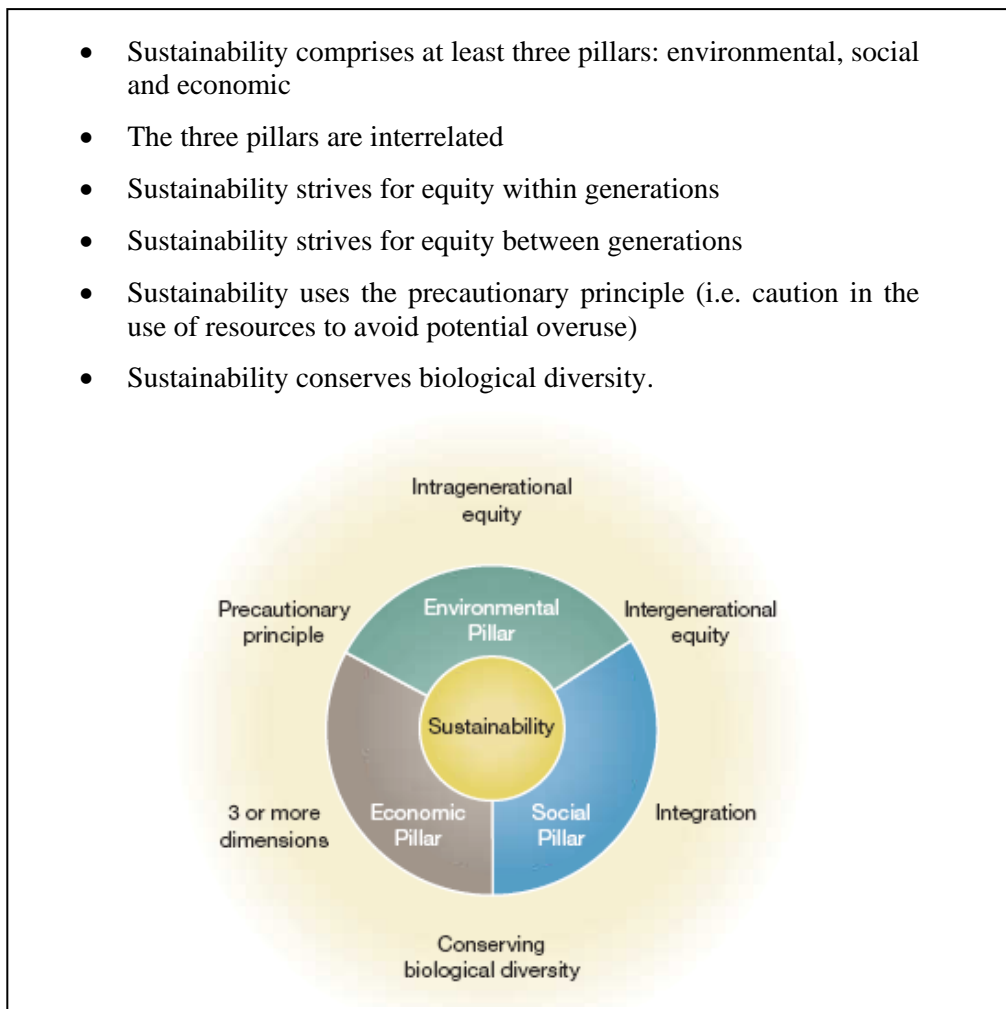 • Sustainability comprises at least three pillars: environmental, social
and economic
• The three pillars are interrelated
• Sustainability strives for equity within generations
• Sustainability strives for equity between generations
• Sustainability uses the precautionary principle (i.e. caution in the
use of resources to avoid potential overuse)
• Sustainability conserves biological diversity.
Intragenerational
equity
Precautionary
principle
Environmental
Pillar
Intergenerational
equity
Sustainability
3 or more
dimensions
Economic
Pillar
Social
Pillar
Integration
Conserving
biological diversity